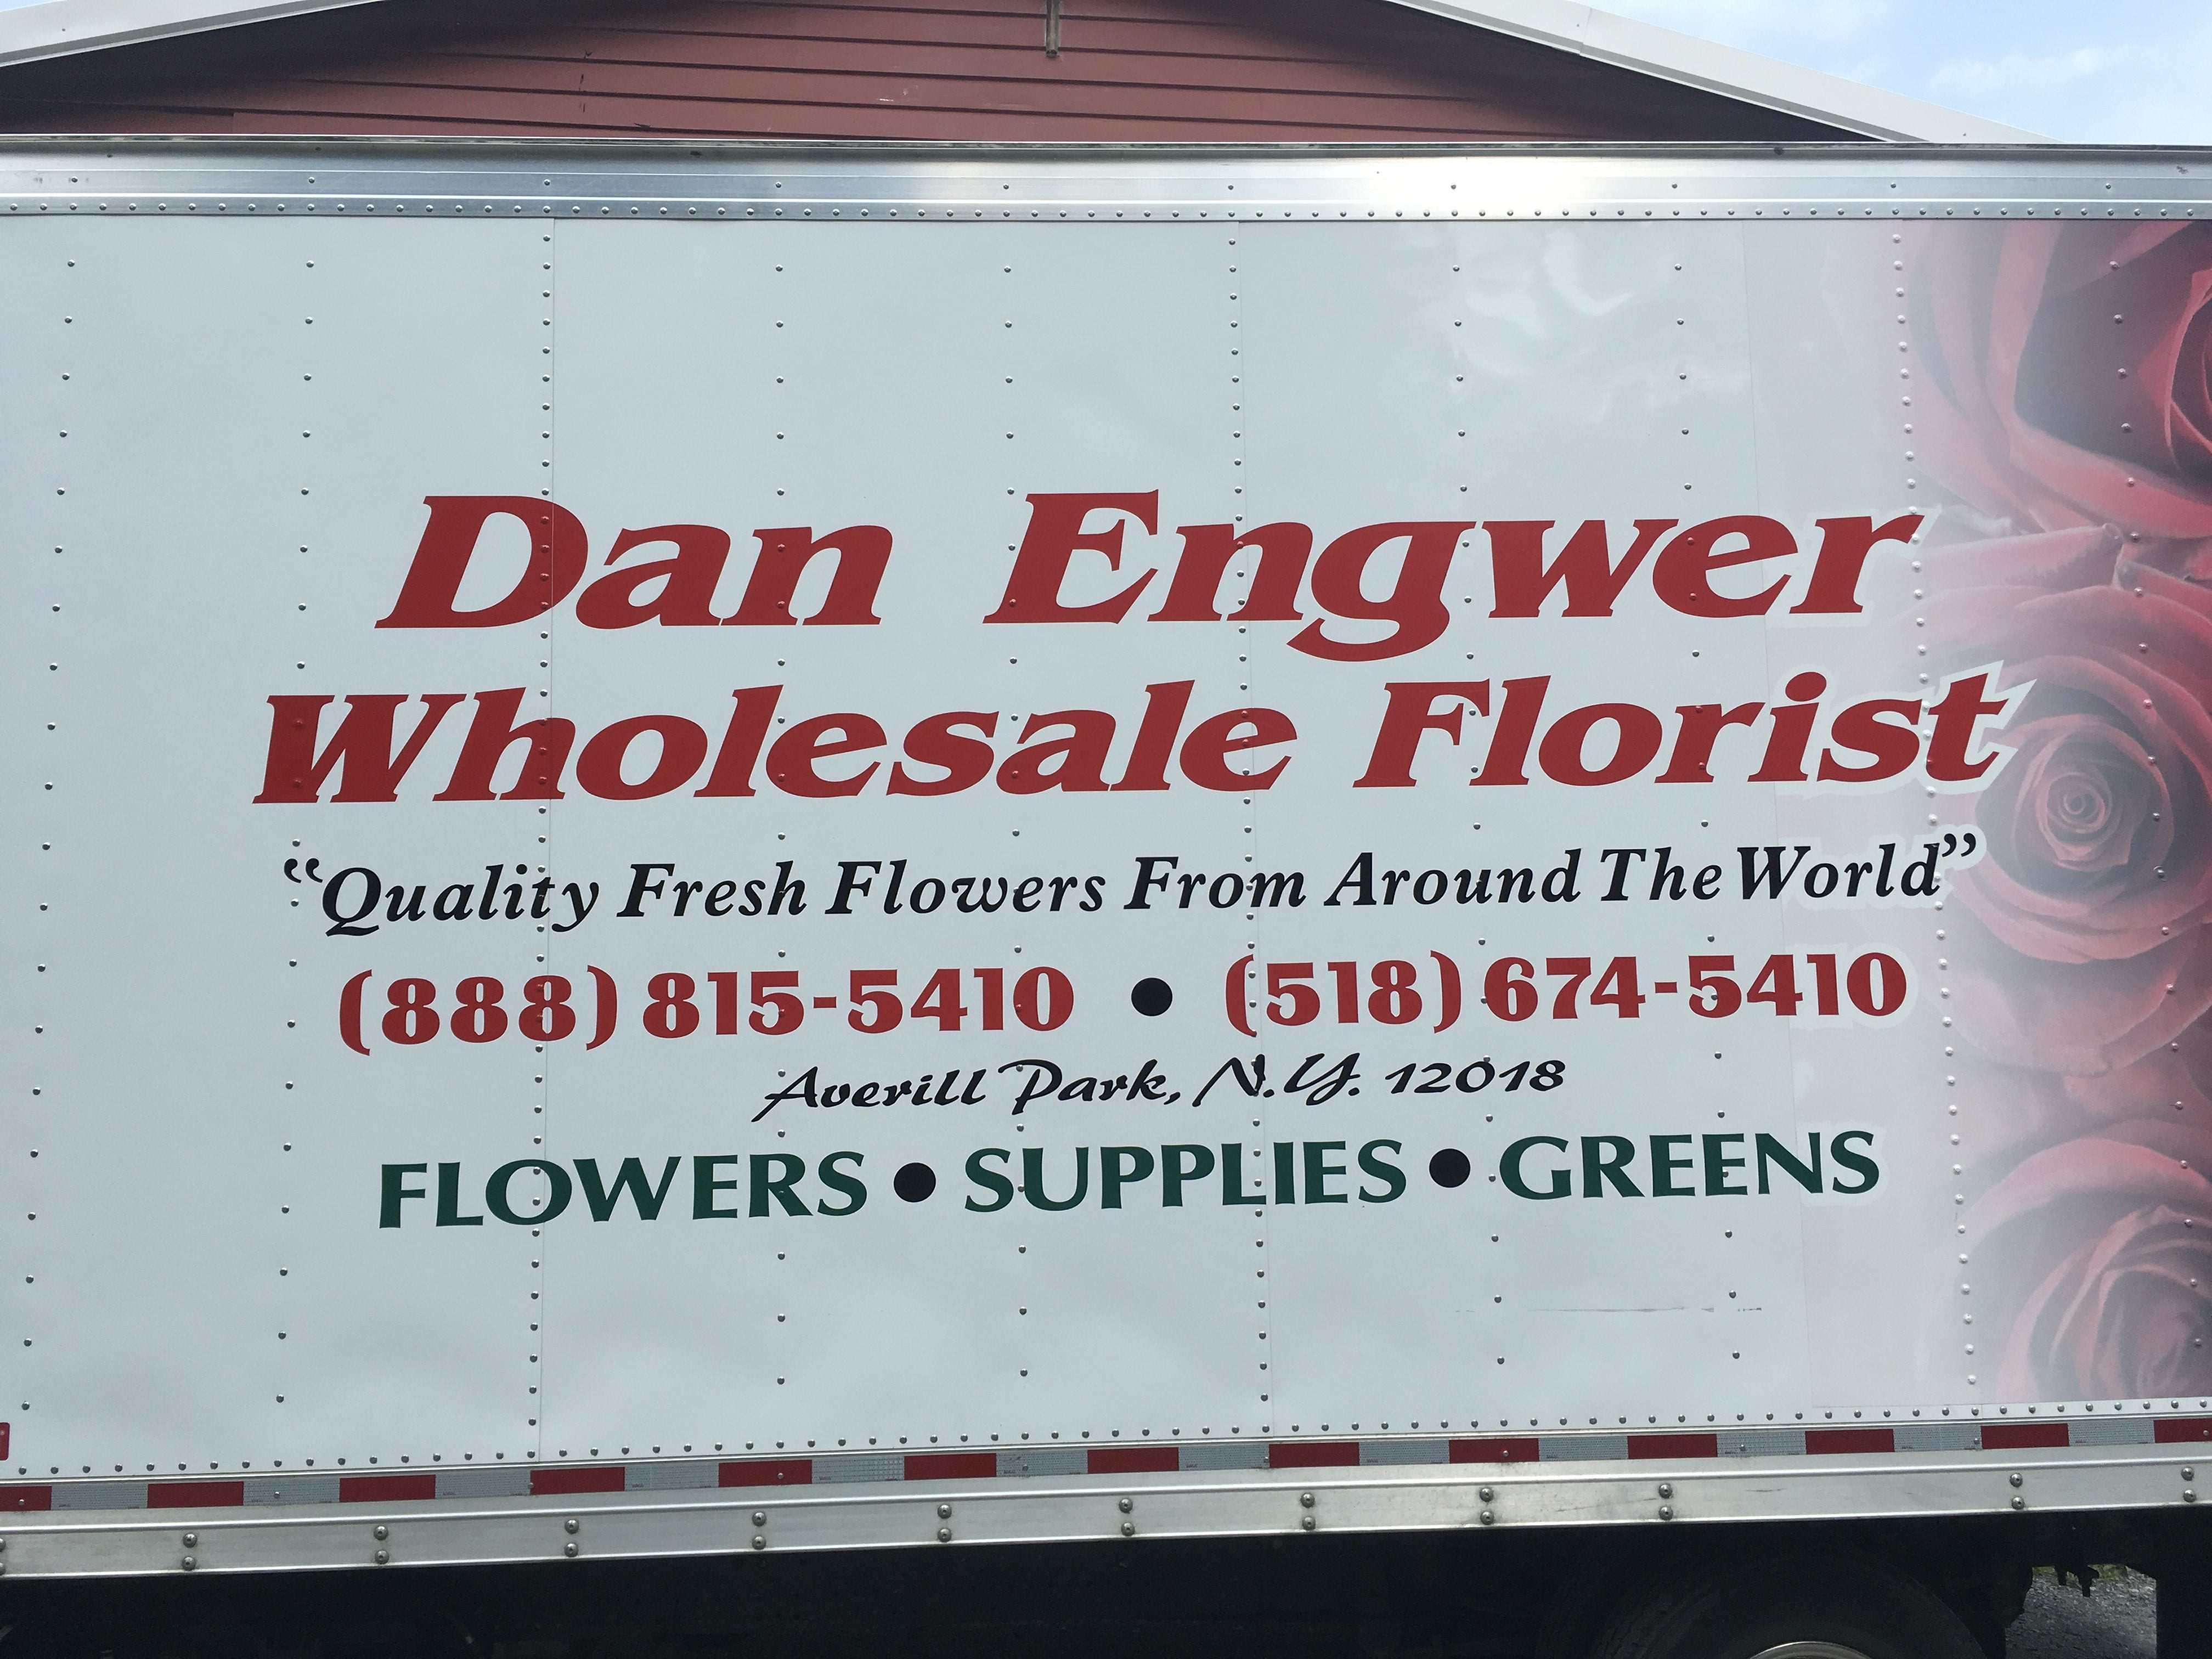 Dan Engwer
Wholesale Florist
“Quality Fresh Flowers From Around The World”
(888) 815-5410 • (518) 674-5410
Averill Park, N.Y. 12018
FLOWERS • SUPPLIES • GREENS